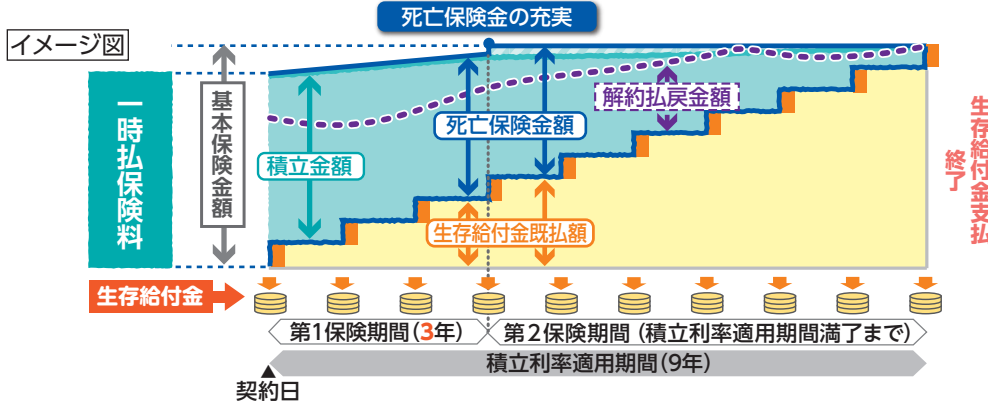 死亡保険金の充実
イメージ図
一時払保険料
基本保険金額
積立金額
死亡保険金額
解約払戻金額
生存給付金既払額
生存給付金支払
終了
生存給付金
第1保険期間(3年)
第2保険期間(積立利率適用期間満了まで)
積立利率適用期間(9年)
▲
契約日